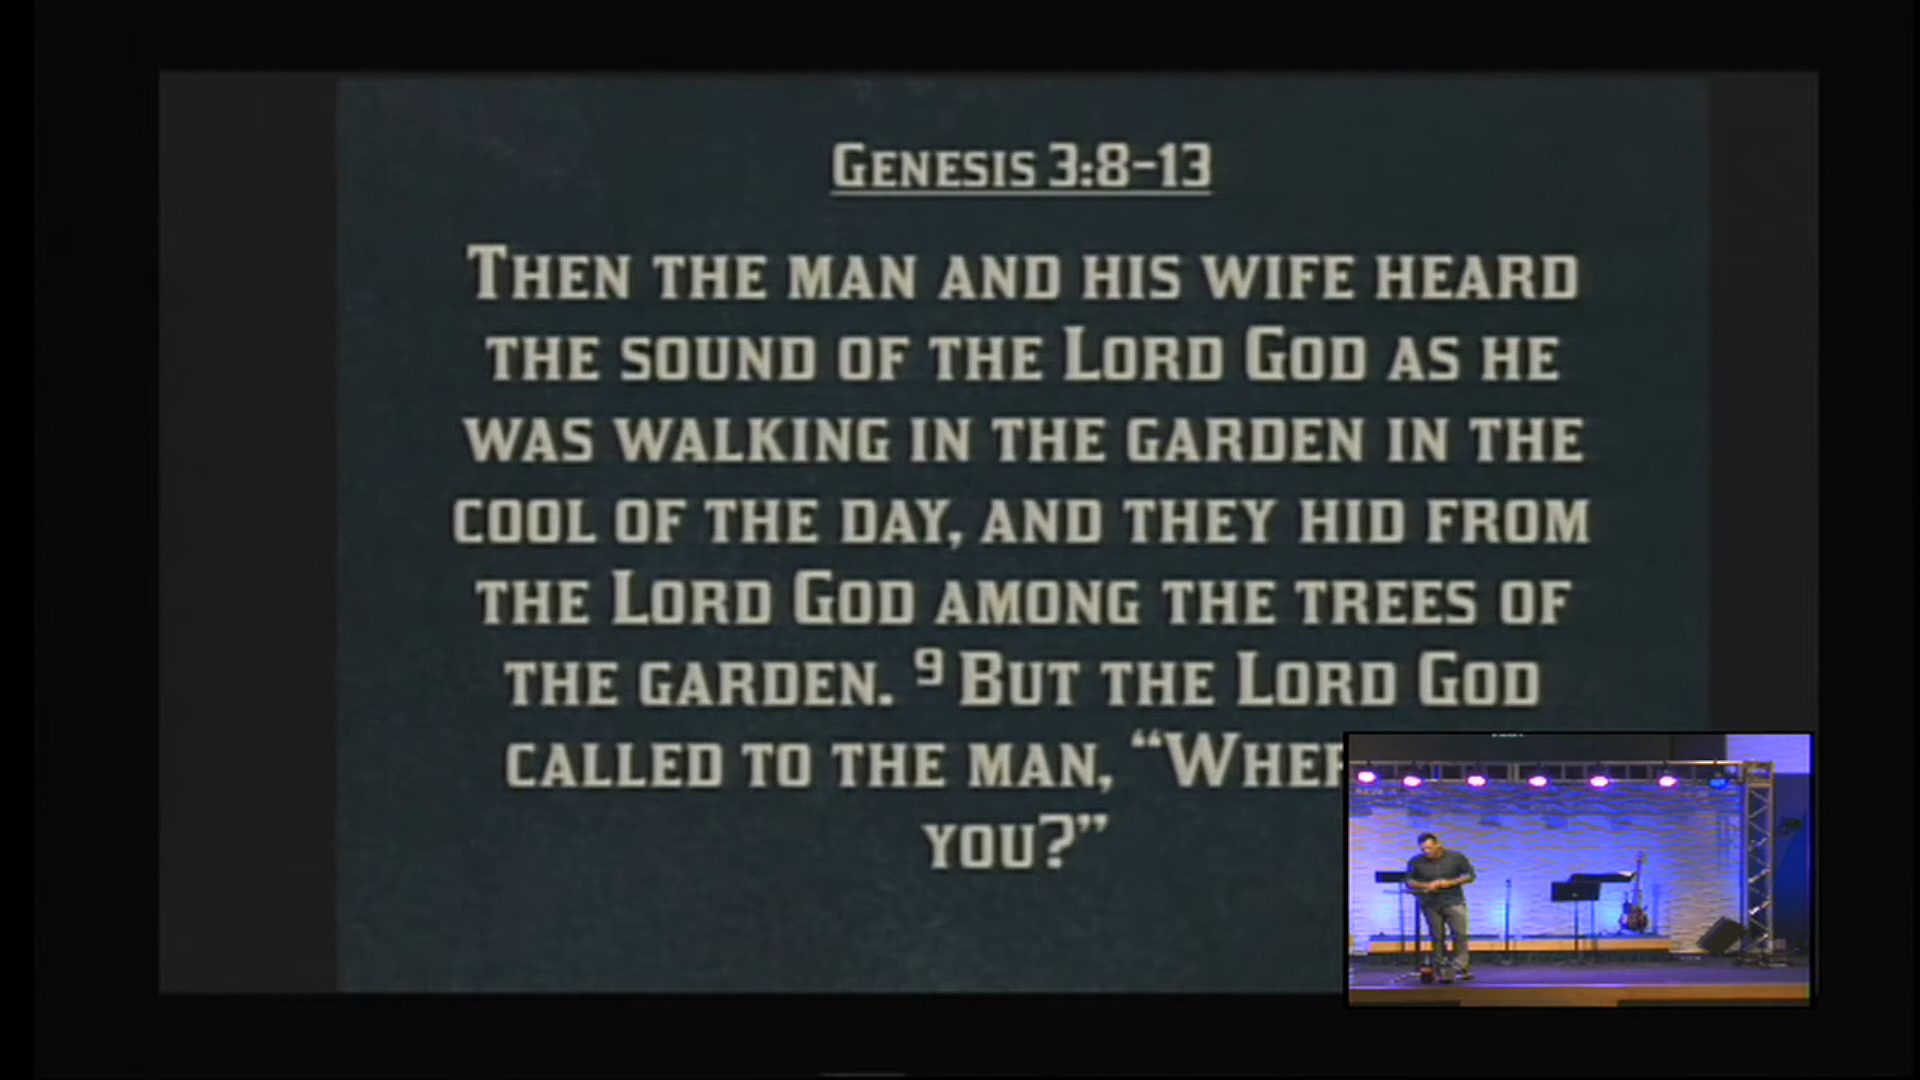 Genesis 3:8-13
Then the man and his wife heard
the sound of the Lord God as he
was walking in the garden in the
cool of the day, and they hid from
the Lord God among the trees of
the garden. 9 But the Lord God
called to the man, “Wher
you?”